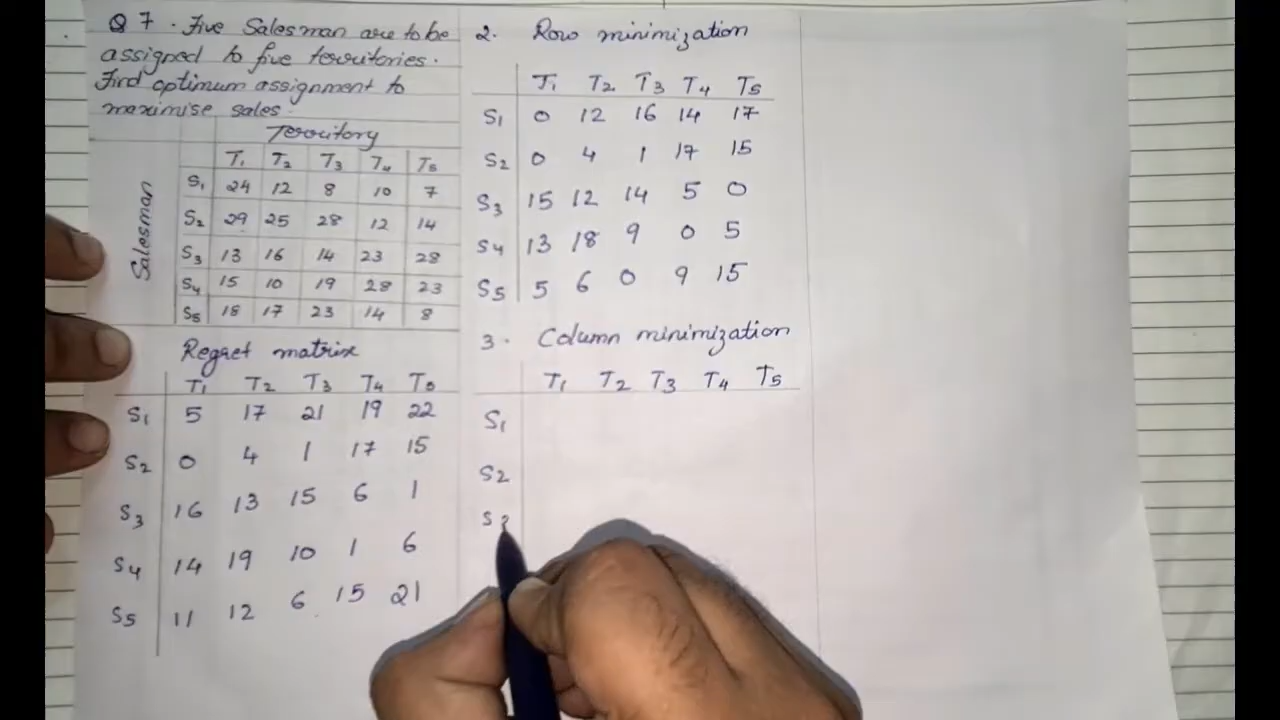 Q 7. Five Salesman are to be
assigned to five territories.
Find optimum assignment to
maximise sales.
Territory
T1 T2 T3 T4 T5
Salesman
S1 24 12 8 10 7
S2 29 25 28 12 14
S3 13 16 14 23 28
S4 15 10 19 28 23
S5 18 17 23 14 8
Regret matrix
T1 T2 T3 T4 T5
S1 5 17 21 19 22
S2 0 4 1 17 15
S3 16 13 15 6 1
S4 14 19 10 1 6
S5 11 12 6 15 21
2. Row minimization
T1 T2 T3 T4 T5
S1 0 12 16 14 17
S2 0 4 1 17 15
S3 15 12 14 5 0
S4 13 18 9 0 5
S5 5 6 0 9 15
3. Column minimization
T1 T2 T3 T4 T5
S1
S2
S3